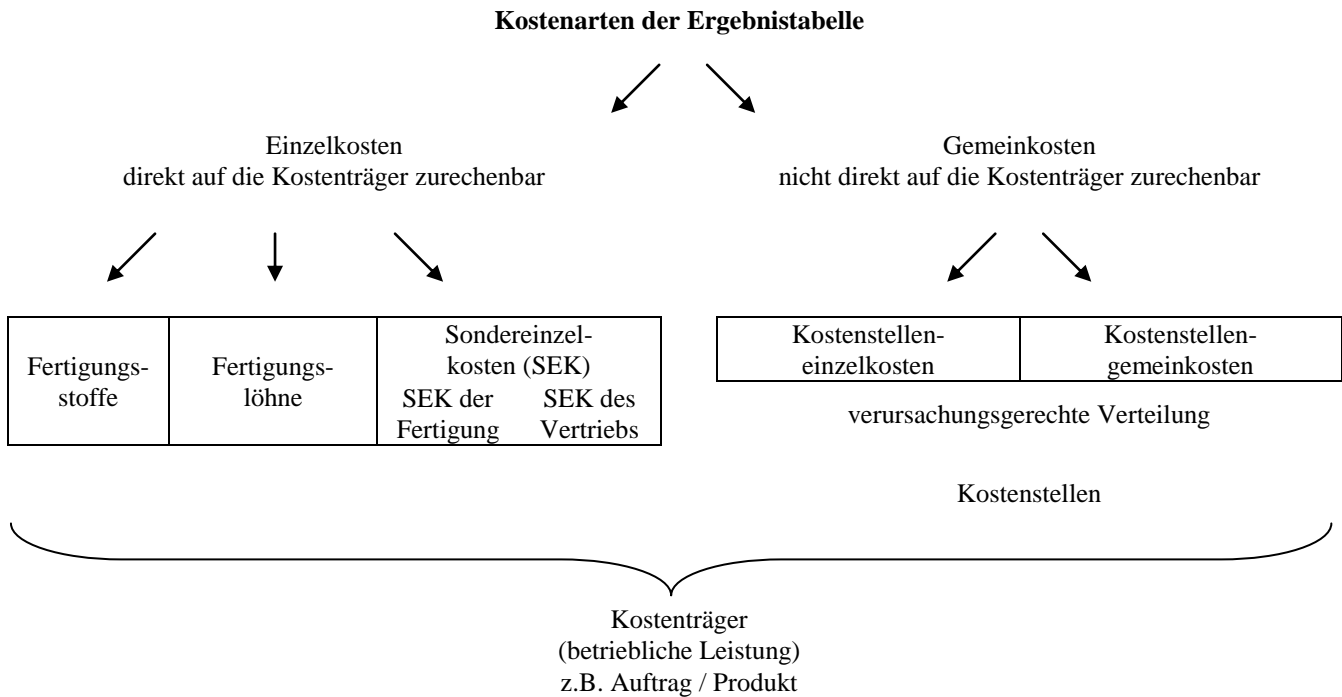 Kostenarten der Ergebnistabelle
Einzelkosten
direkt auf die Kostenträger zurechenbar
Gemeinkosten
nicht direkt auf die Kostenträger zurechenbar
Fertigungs-
stoffe
Fertigungs-
löhne
Sondereinzel-
kosten (SEK)
SEK der
Fertigung
SEK des
Vertriebs
Kostenstellen-
einzelkosten
Kostenstellen-
gemeinkosten
verursachungsgerechte Verteilung
Kostenstellen
Kostenträger
(betriebliche Leistung)
z.B. Auftrag / Produkt